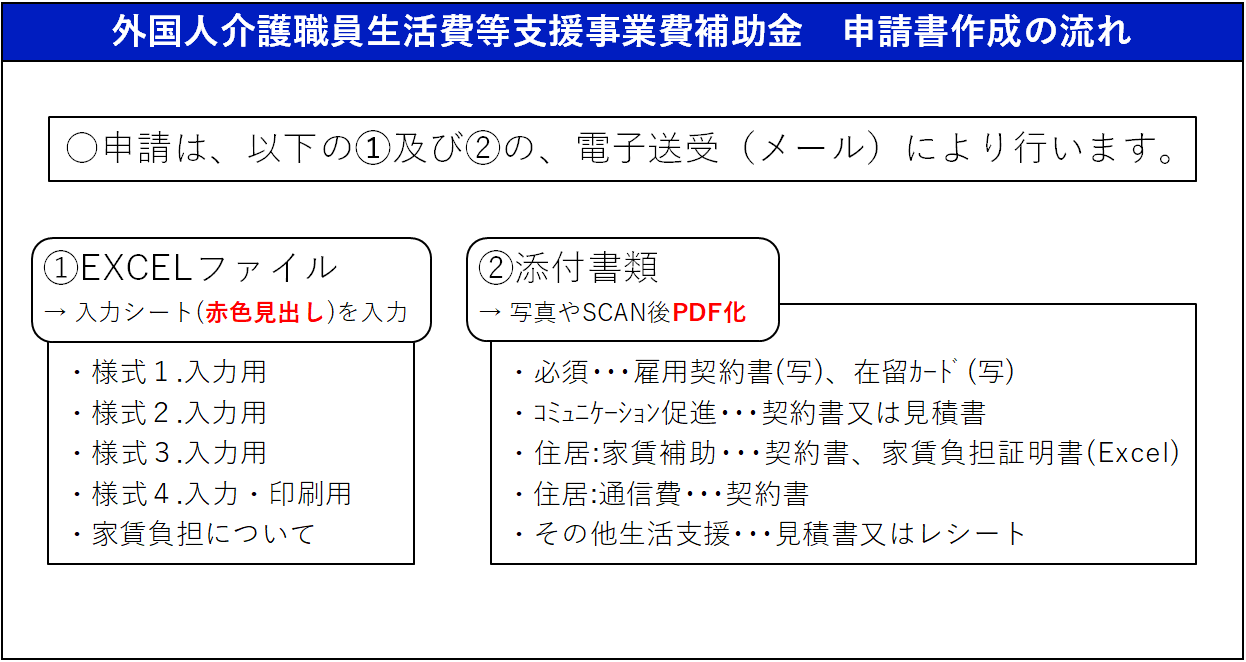 外国人介護職員生活費等支援事業費補助金　申請書作成の流れ
○申請は、以下の①及び②の、電子送受（メール）により行います。
①EXCELファイル
→ 入力シート(赤色見出し)を入力
・様式１.入力用
・様式２.入力用
・様式３.入力用
・様式４.入力・印刷用
・家賃負担について
②添付書類
→ 写真やSCAN後PDF化
・必須･･･雇用契約書(写)、在留ｶｰﾄﾞ(写)
・ｺﾐｭﾆｹｰｼｮﾝ促進･･･契約書又は見積書
・住居:家賃補助･･･契約書、家賃負担証明書(Excel)
・住居:通信費･･･契約書
・その他生活支援･･･見積書又はレシート